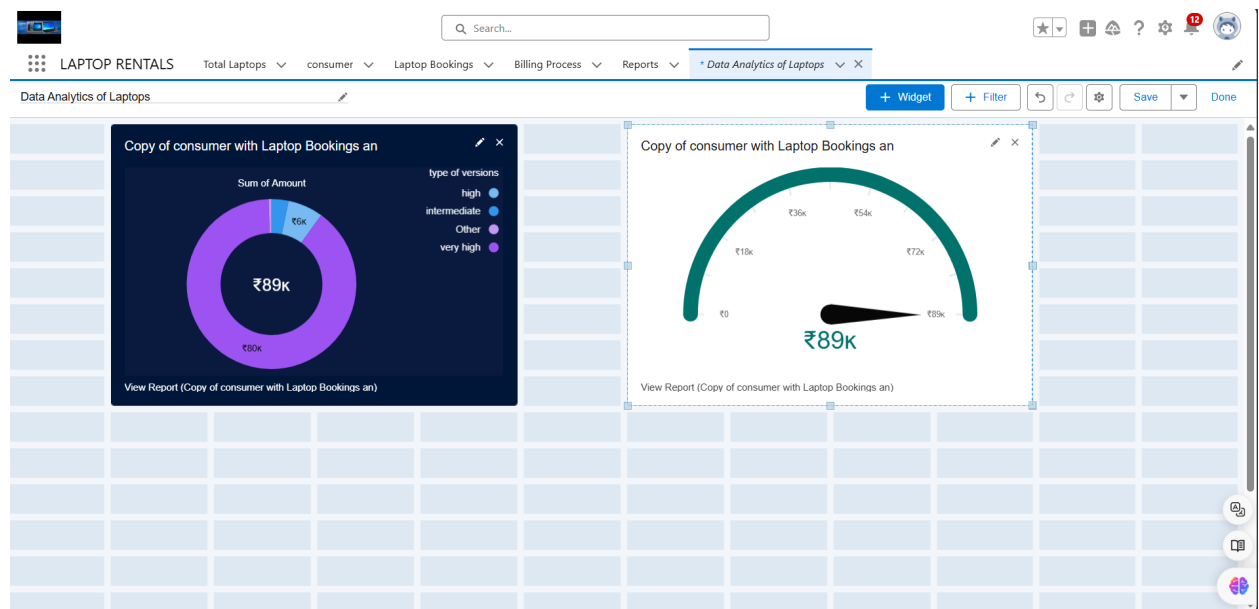 Search...
12
LAPTOP RENTALS
Total Laptops
consumer
Laptop Bookings
Billing Process
Reports
* Data Analytics of Laptops
Data Analytics of Laptops
+ Widget
+ Filter
Save
Done
Copy of consumer with Laptop Bookings an
Sum of Amount
type of versions
high
intermediate
Other
very high
₹6K
₹89K
₹80K
View Report (Copy of consumer with Laptop Bookings an)
Copy of consumer with Laptop Bookings an
₹0
₹18K
₹36K
₹54K
₹72K
₹89K
₹89K
View Report (Copy of consumer with Laptop Bookings an)